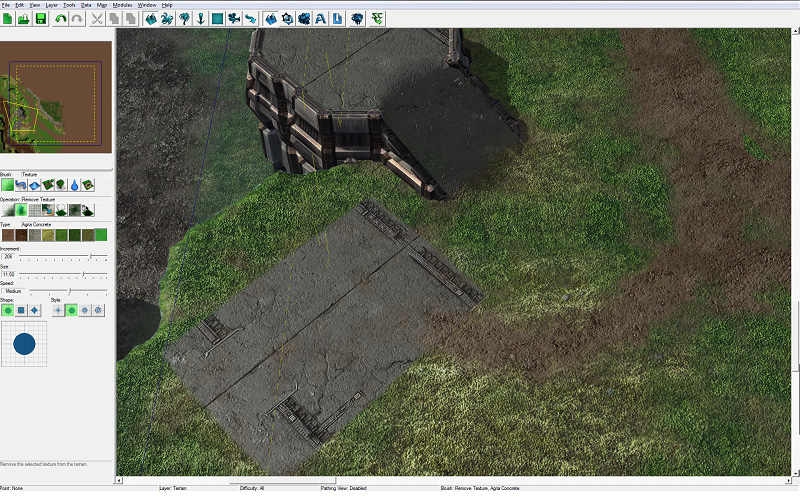 File Edit View Layer Tools Data Map Modules Window Help
Brush: Texture
Operation: Remove Texture
Type: Agria Concrete
Increment:
206
Size:
11.50
Speed:
Medium
Shape: Style:
Remove the selected texture from the terrain.
Point: None Layer: Terrain Difficulty: All Pathing View: Disabled Brush: Remove Texture, Agria Concrete